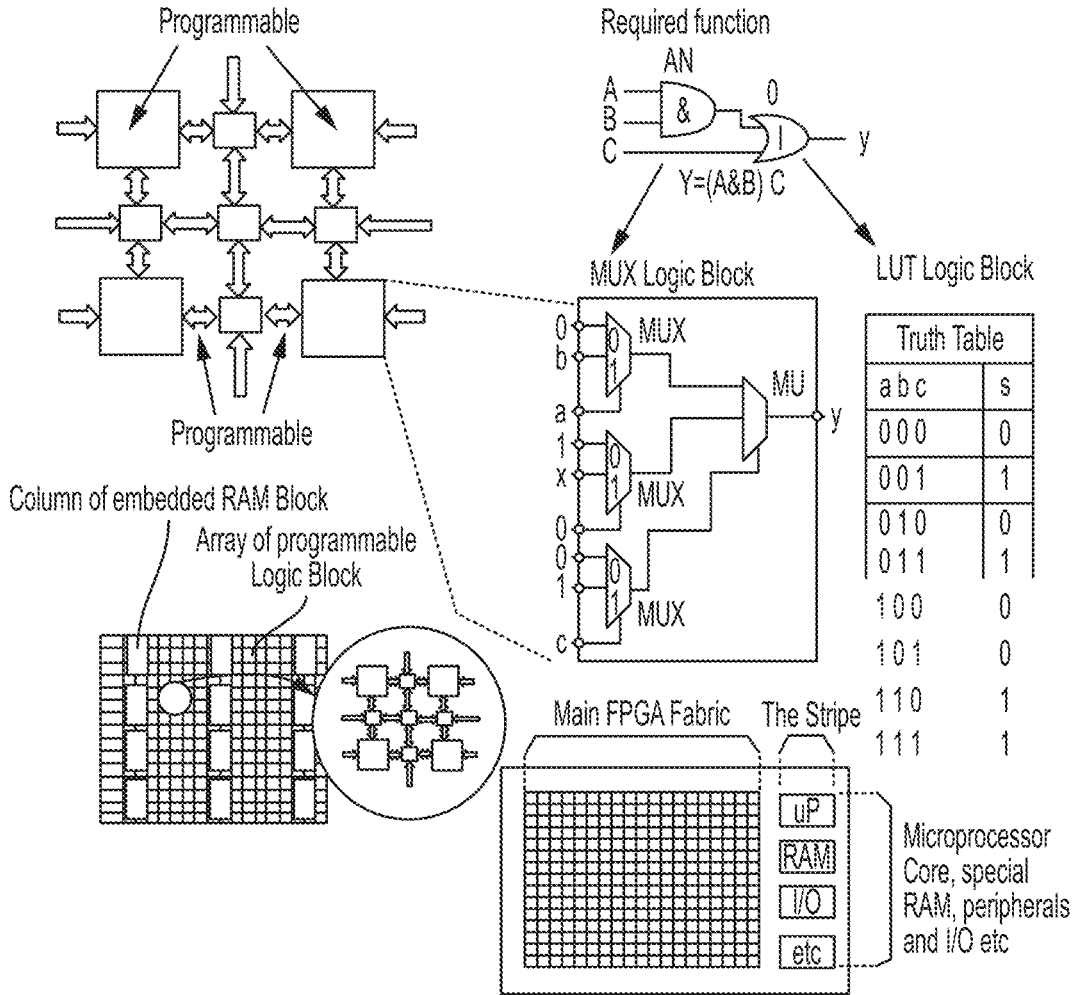 Programmable
Required function
AN
A
B
C
&
0
|
y
Y=(A&B) C
MUX Logic Block
LUT Logic Block
0
b
a
0
1
MUX
1
x
0
0
1
MUX
0
1
c
0
1
MUX
MU
y
Truth Table
a b c s
0 0 0 0
0 0 1 1
0 1 0 0
0 1 1 1
1 0 0 0
1 0 1 0
1 1 0 1
1 1 1 1
Programmable
Column of embedded RAM Block
Array of programmable
Logic Block
Main FPGA Fabric
The Stripe
uP
RAM
I/O
etc
Microprocessor
Core, special
RAM, peripherals
and I/O etc